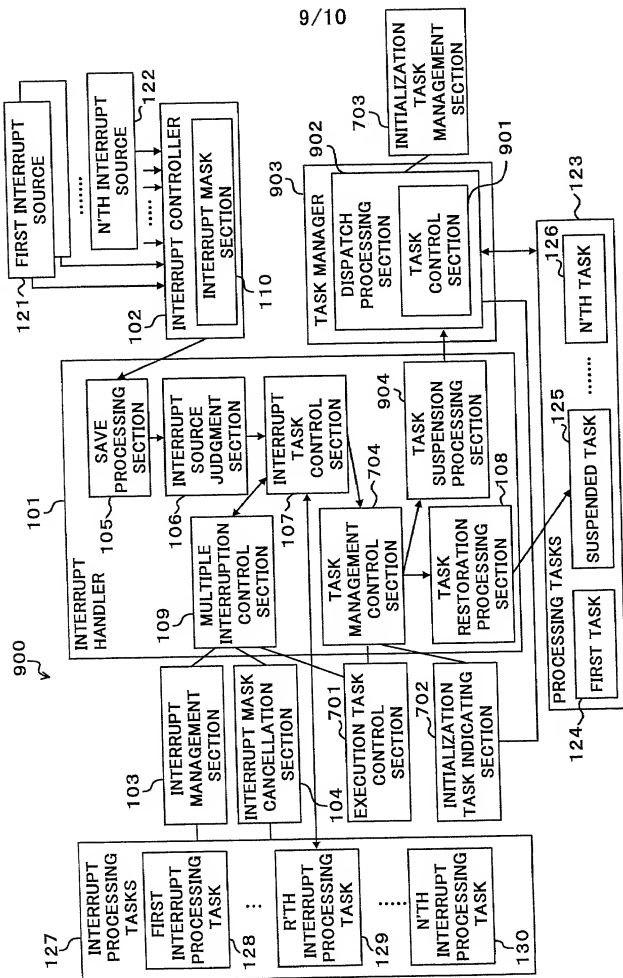 9/10
900
FIRST INTERRUPT
SOURCE
121
........
N'TH INTERRUPT
SOURCE
122
.....
INTERRUPT CONTROLLER
102
INTERRUPT MASK
SECTION
110
INTERRUPT
HANDLER
101
SAVE
PROCESSING
SECTION
105
INTERRUPT
SOURCE
JUDGMENT
SECTION
106
INTERRUPT
TASK
CONTROL
SECTION
107
MULTIPLE
INTERRUPTION
CONTROL
SECTION
109
TASK
MANAGEMENT
CONTROL
SECTION
704
TASK
SUSPENSION
PROCESSING
SECTION
904
TASK
RESTORATION
PROCESSING
SECTION
108
TASK MANAGER
903
DISPATCH
PROCESSING
SECTION
902
TASK
CONTROL
SECTION
901
INITIALIZATION
TASK
MANAGEMENT
SECTION
703
INTERRUPT
MANAGEMENT
SECTION
103
INTERRUPT MASK
CANCELLATION
SECTION
104
EXECUTION TASK
CONTROL
SECTION
701
INITIALIZATION
TASK INDICATING
SECTION
702
INTERRUPT
PROCESSING
TASKS
127
FIRST
INTERRUPT
PROCESSING
TASK
128
...
R'TH
INTERRUPT
PROCESSING
TASK
129
......
N'TH
INTERRUPT
PROCESSING
TASK
130
PROCESSING TASKS
123
FIRST TASK
124
SUSPENDED TASK
125
........
N'TH TASK
126